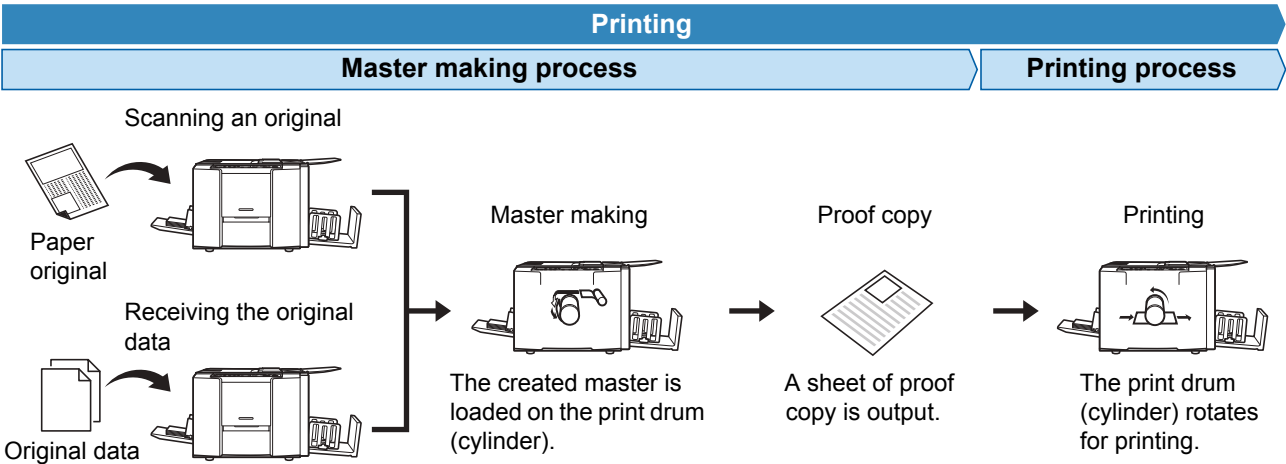 Printing
Master making process
Printing process
Scanning an original
Paper
original
Receiving the original
data
Original data
Master making
The created master is
loaded on the print drum
(cylinder).
Proof copy
A sheet of proof
copy is output.
Printing
The print drum
(cylinder) rotates
for printing.